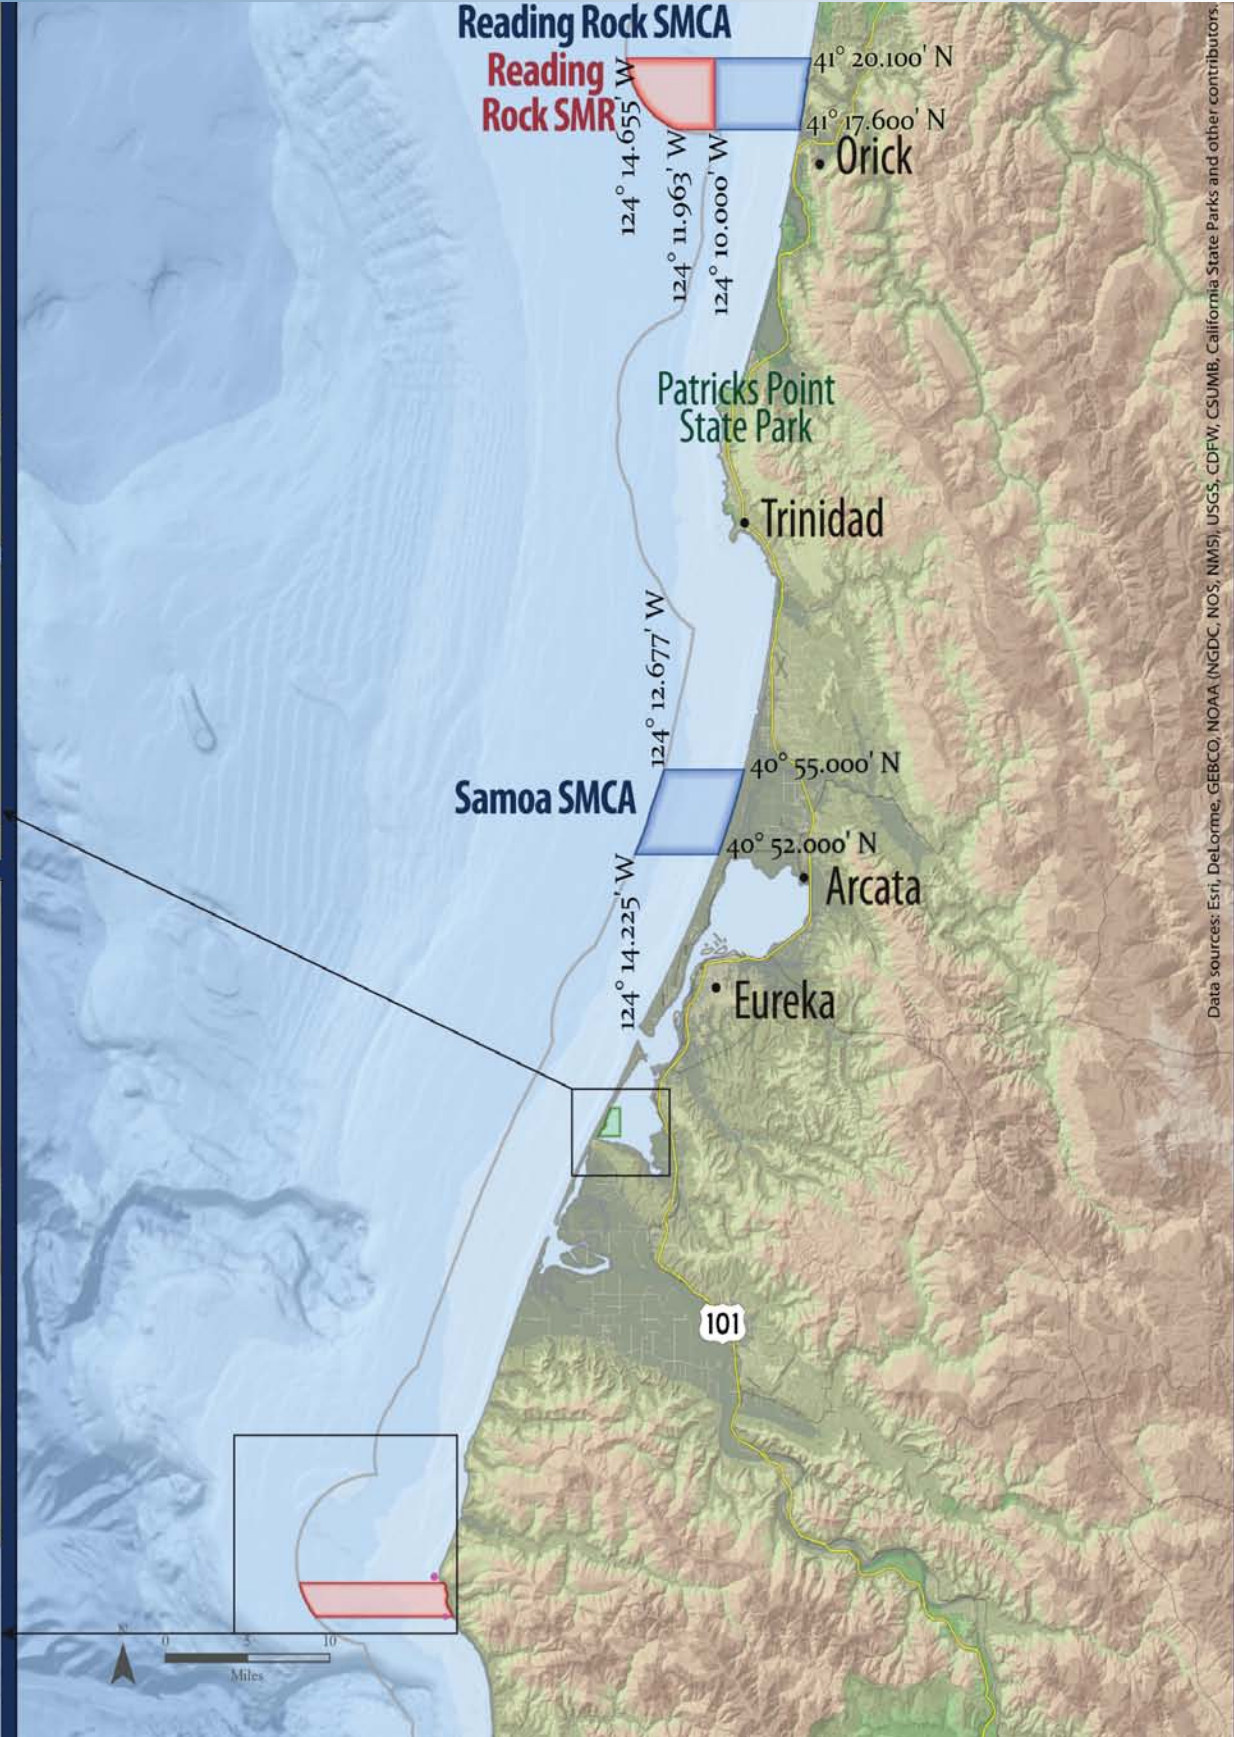 Reading Rock SMCA
Reading
Rock SMR
41° 20.100' N
41° 17.600' N
124° 14.655' W
124° 11.963' W
124° 10.000' W
Orick
Patricks Point
State Park
Trinidad
124° 12.677' W
40° 55.000' N
Samoa SMCA
40° 52.000' N
124° 14.225' W
Arcata
Eureka
101
N
0 5 10
Miles
Data sources: Esri, DeLorme, GEBCO, NOAA (NGDC, NOS, NMS), USGS, CDFW, CSUMB, California State Parks and other contributors.